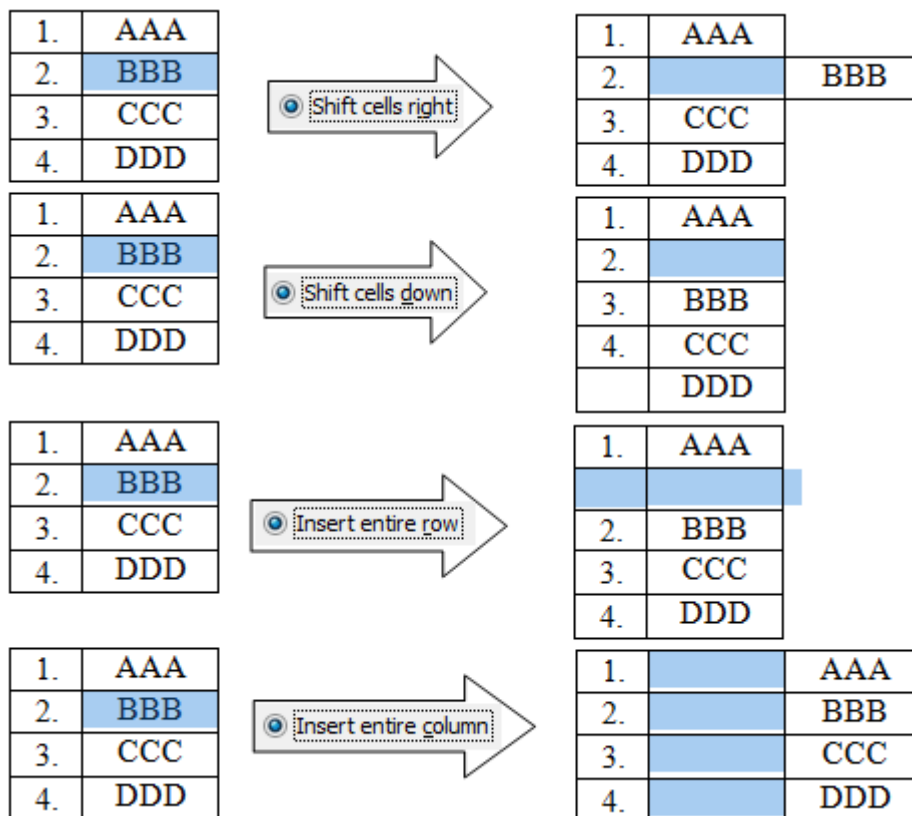 1. AAA
2. BBB
3. CCC
4. DDD
Shift cells right
1. AAA
2. BBB
3. CCC
4. DDD
1. AAA
2. BBB
3. CCC
4. DDD
Shift cells down
1. AAA
2.
3. BBB
4. CCC
DDD
1. AAA
2. BBB
3. CCC
4. DDD
Insert entire row
1. AAA
2. BBB
3. CCC
4. DDD
1. AAA
2. BBB
3. CCC
4. DDD
Insert entire column
1. AAA
2. BBB
3. CCC
4. DDD